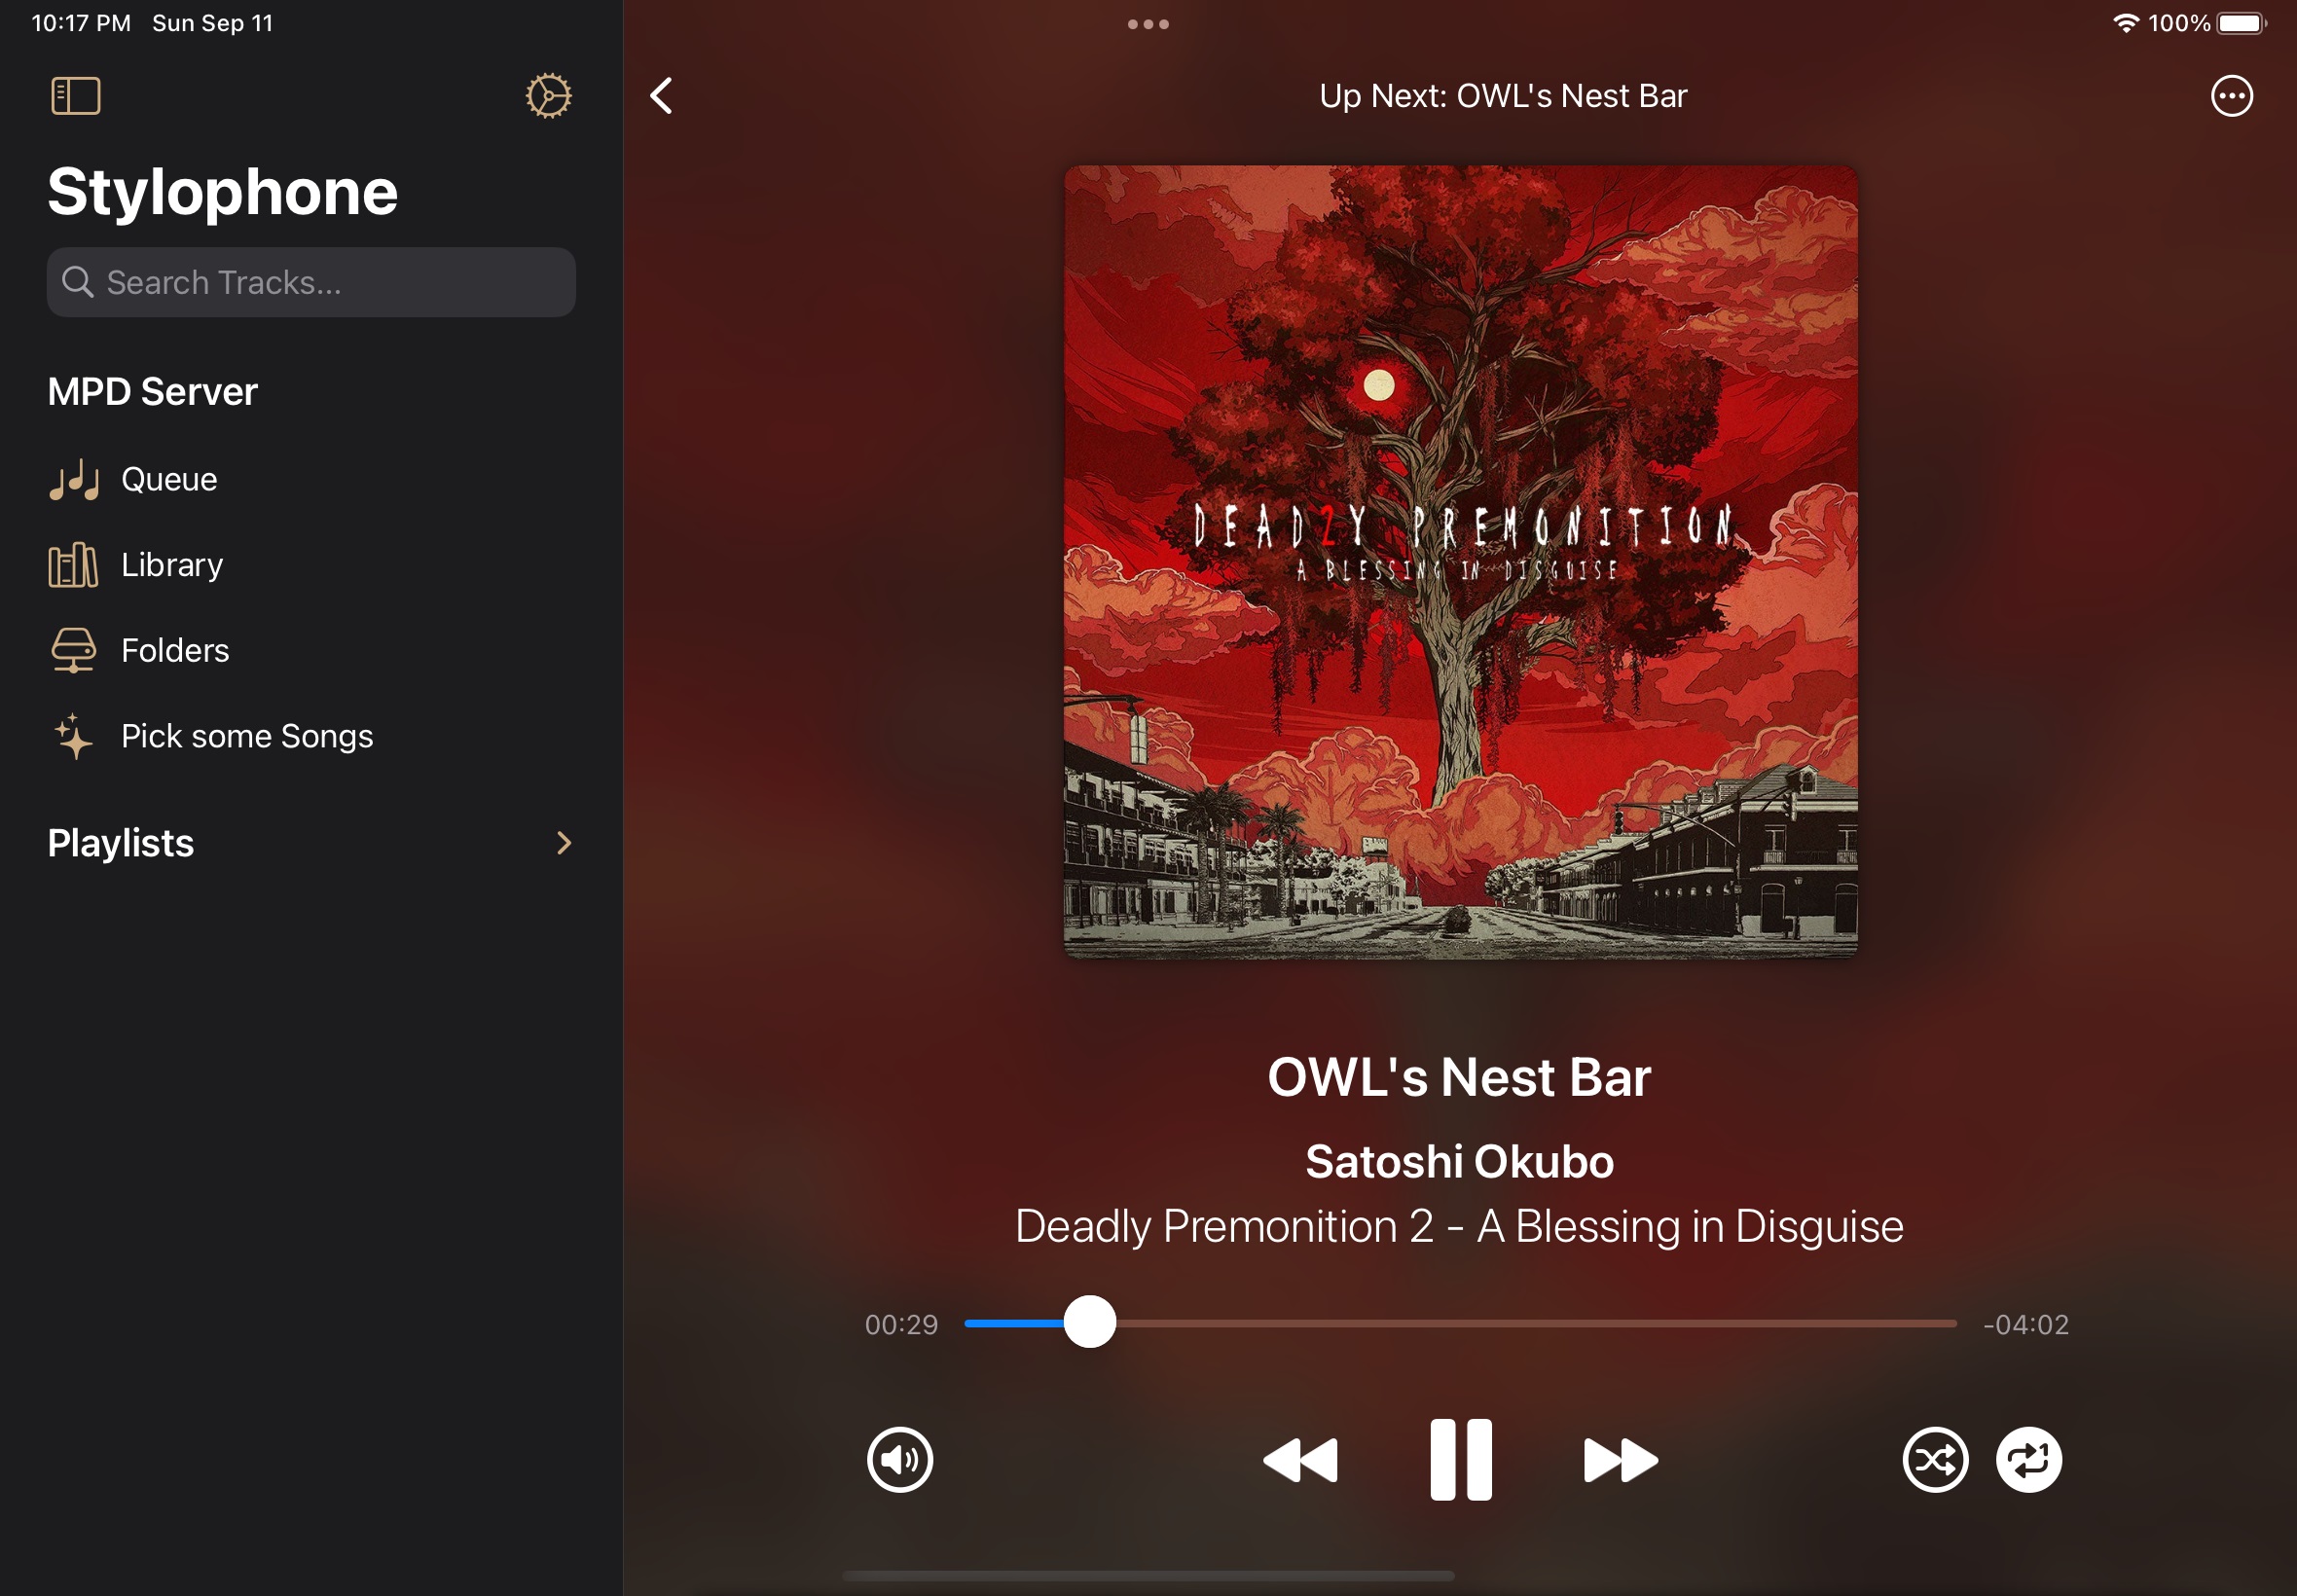 10:17 PM Sun Sep 11
100%
Stylophone
Search Tracks...
MPD Server
Queue
Library
Folders
Pick some Songs
Playlists
Up Next: OWL's Nest Bar
DEAD2Y PREMONITION
A BLESSING IN DISGUISE
OWL's Nest Bar
Satoshi Okubo
Deadly Premonition 2 - A Blessing in Disguise
00:29
-04:02
1